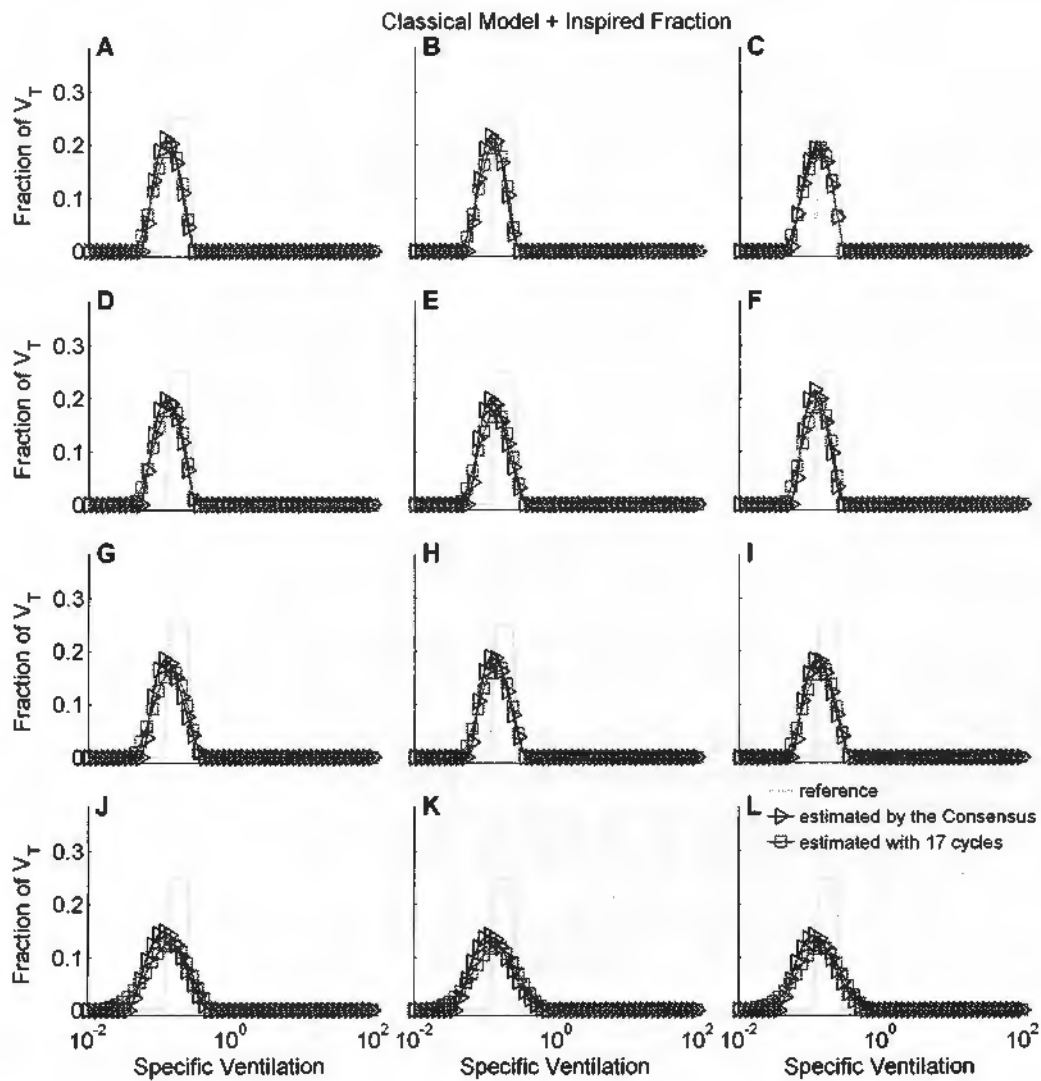 Classical Model + Inspired Fraction
A B C
Fraction of V_T
0.3
0.2
0.1
0
D E F
Fraction of V_T
0.3
0.2
0.1
0
G H I
Fraction of V_T
0.3
0.2
0.1
0
J K L
reference
estimated by the Consensus
estimated with 17 cycles
Fraction of V_T
0.3
0.2
0.1
0
10^-2 10^0 10^2 10^-2 10^0 10^2 10^-2 10^0 10^2
Specific Ventilation Specific Ventilation Specific Ventilation